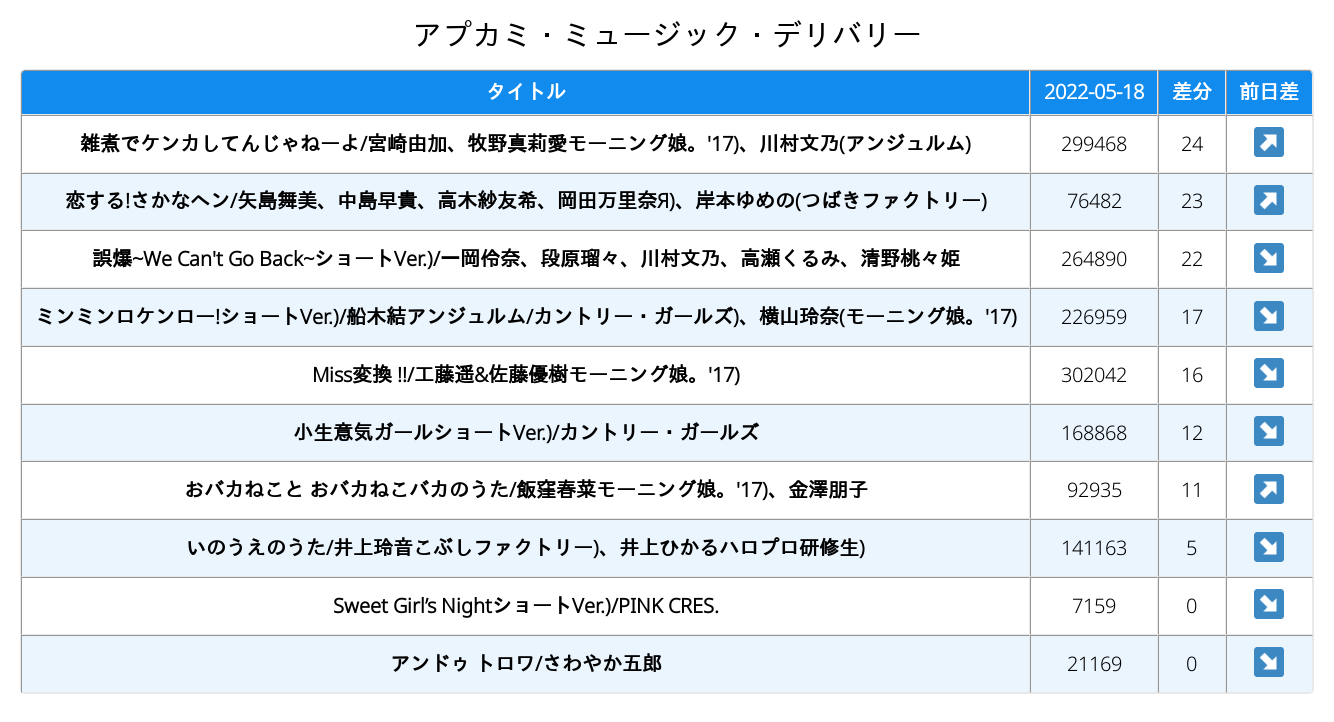 アプカミ・ミュージック・デリバリー
タイトル 2022-05-18 差分 前日差
雑煮でケンカしてんじゃねーよ/宮崎由加、牧野真莉愛モーニング娘。'17)、川村文乃(アンジュルム) 299468 24 ↗
恋する!さかなヘン/矢島舞美、中島早貴、高木紗友希、岡田万里奈Я)、岸本ゆめの(つばきファクトリー) 76482 23 ↗
誤爆~We Can't Go Back~ショートVer.)/一岡伶奈、段原瑠々、川村文乃、高瀬くるみ、清野桃々姫 264890 22 ↘
ミンミンロケンロー!ショートVer.)/船木結アンジュルム/カントリー・ガールズ)、横山玲奈(モーニング娘。'17) 226959 17 ↘
Miss変換 !!/工藤遥&佐藤優樹モーニング娘。'17) 302042 16 ↘
小生意気ガールショートVer.)/カントリー・ガールズ 168868 12 ↘
おバカねこと おバカねこバカのうた/飯窪春菜モーニング娘。'17)、金澤朋子 92935 11 ↗
いのうえのうた/井上玲音こぶしファクトリー)、井上ひかるハロプロ研修生) 141163 5 ↘
Sweet Girl’s NightショートVer.)/PINK CRES. 7159 0 ↘
アンドゥ トロワ/さわやか五郎 21169 0 ↘